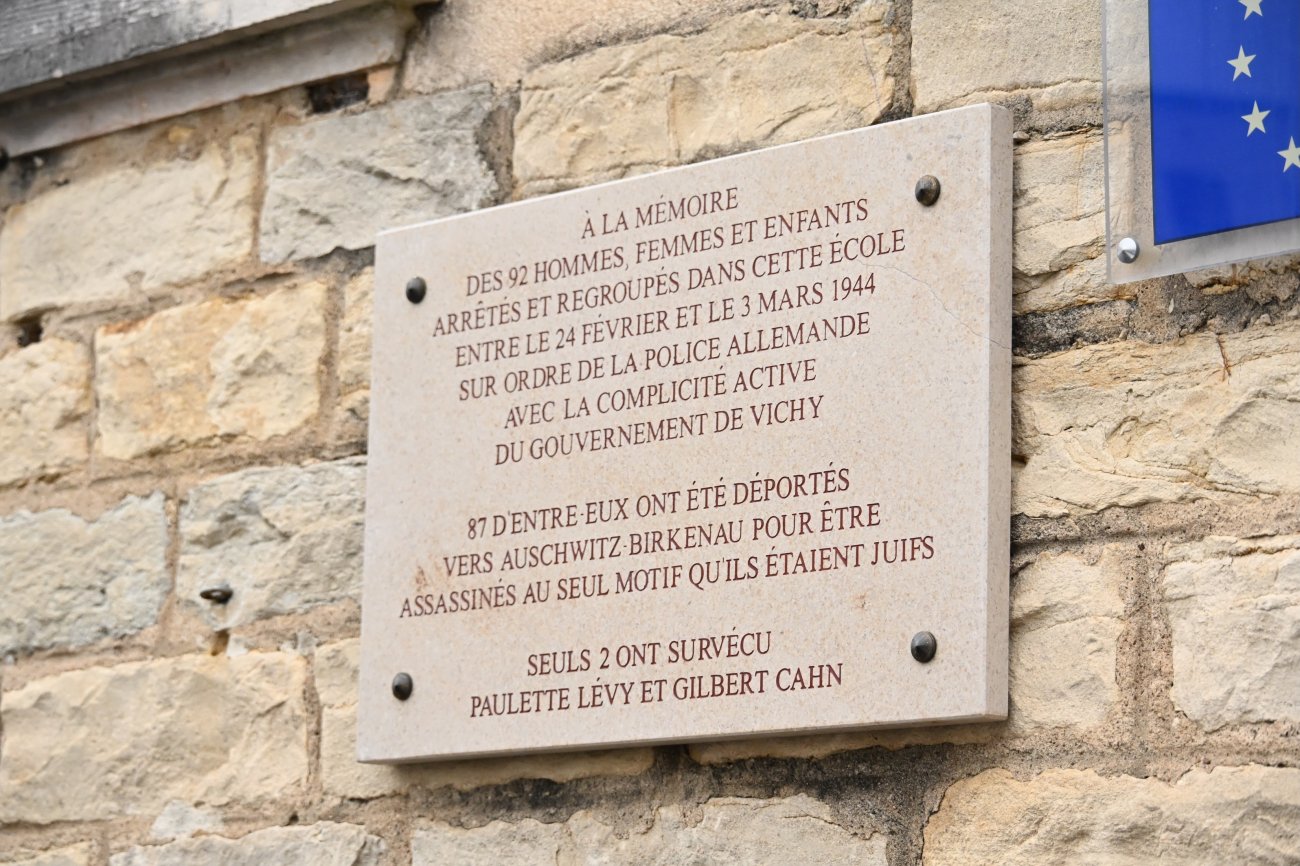 À LA MÉMOIRE
DES 92 HOMMES, FEMMES ET ENFANTS
ARRÊTÉS ET REGROUPÉS DANS CETTE ÉCOLE
ENTRE LE 24 FÉVRIER ET LE 3 MARS 1944
SUR ORDRE DE LA POLICE ALLEMANDE
AVEC LA COMPLICITÉ ACTIVE
DU GOUVERNEMENT DE VICHY
87 D'ENTRE-EUX ONT ÉTÉ DÉPORTÉS
VERS AUSCHWITZ-BIRKENAU POUR ÊTRE
ASSASSINÉS AU SEUL MOTIF QU'ILS ÉTAIENT JUIFS
SEULS 2 ONT SURVÉCU
PAULETTE LÉVY ET GILBERT CAHN